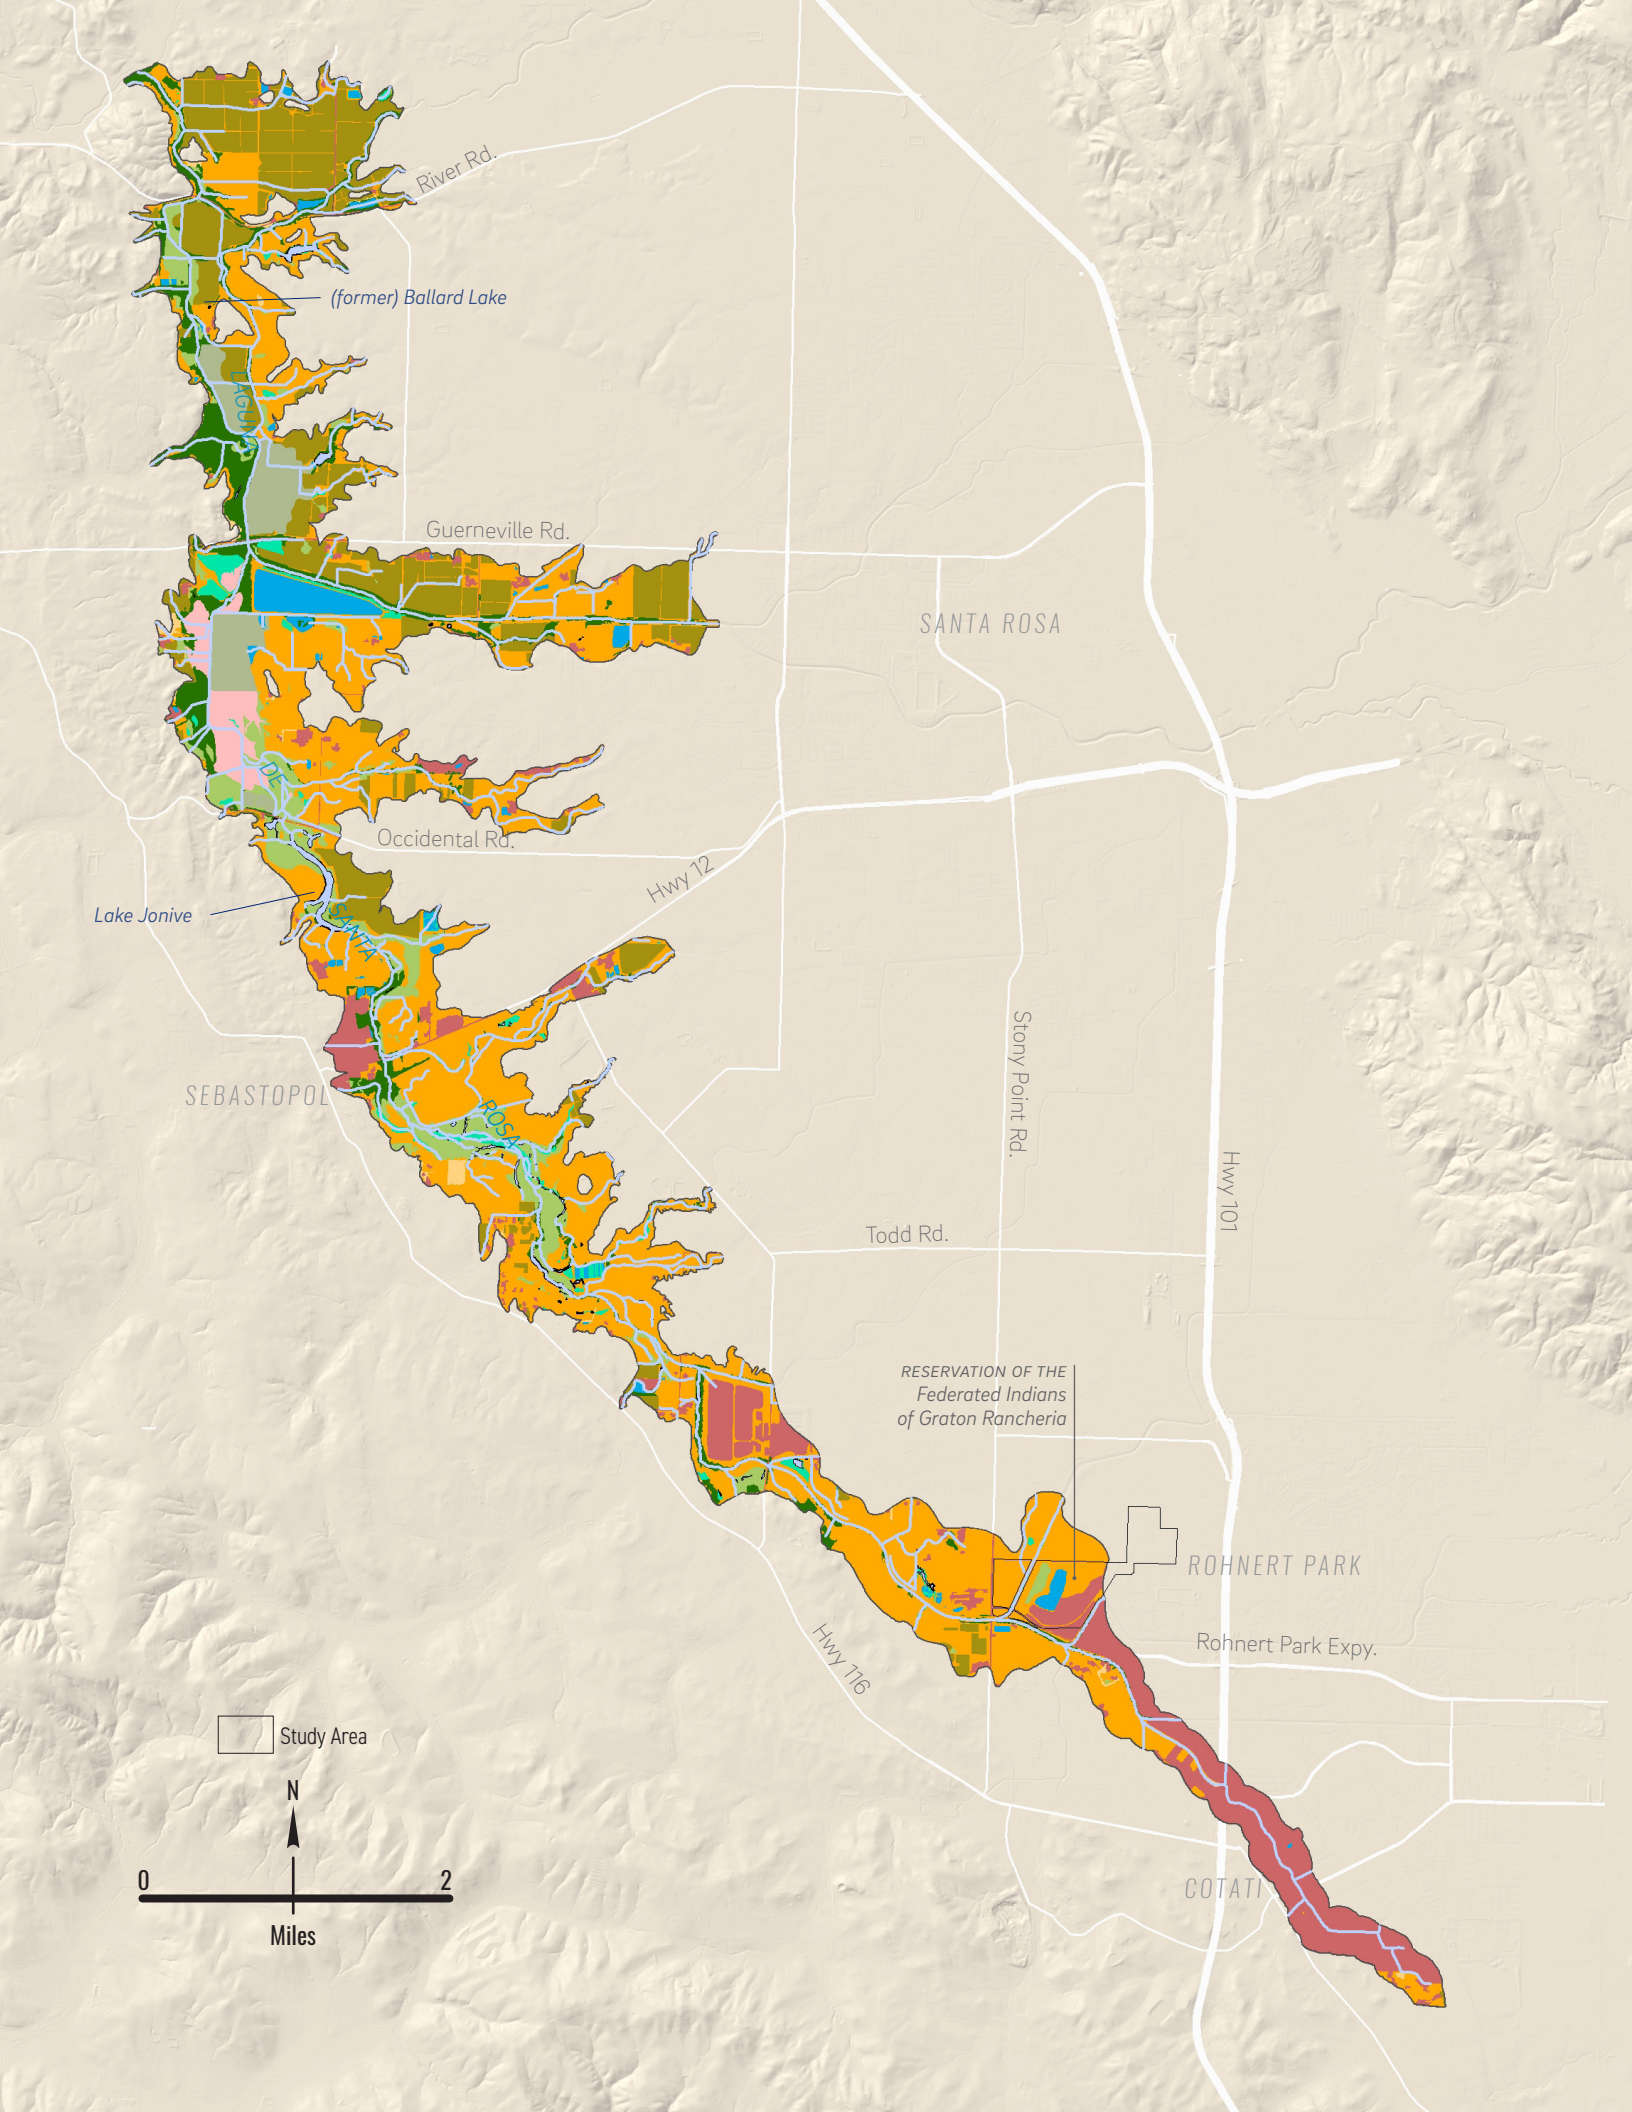 River Rd.
(former) Ballard Lake
LAGUNA
Guerneville Rd.
SANTA ROSA
DE
Occidental Rd.
Hwy 12
Lake Jonive
SANTA
Stony Point Rd.
SEBASTOPOL
ROSA
Hwy 101
Todd Rd.
RESERVATION OF THE
Federated Indians
of Graton Rancheria
ROHNERT PARK
Rohnert Park Expy.
Hwy 116
Study Area
N
0 2
Miles
COTATI